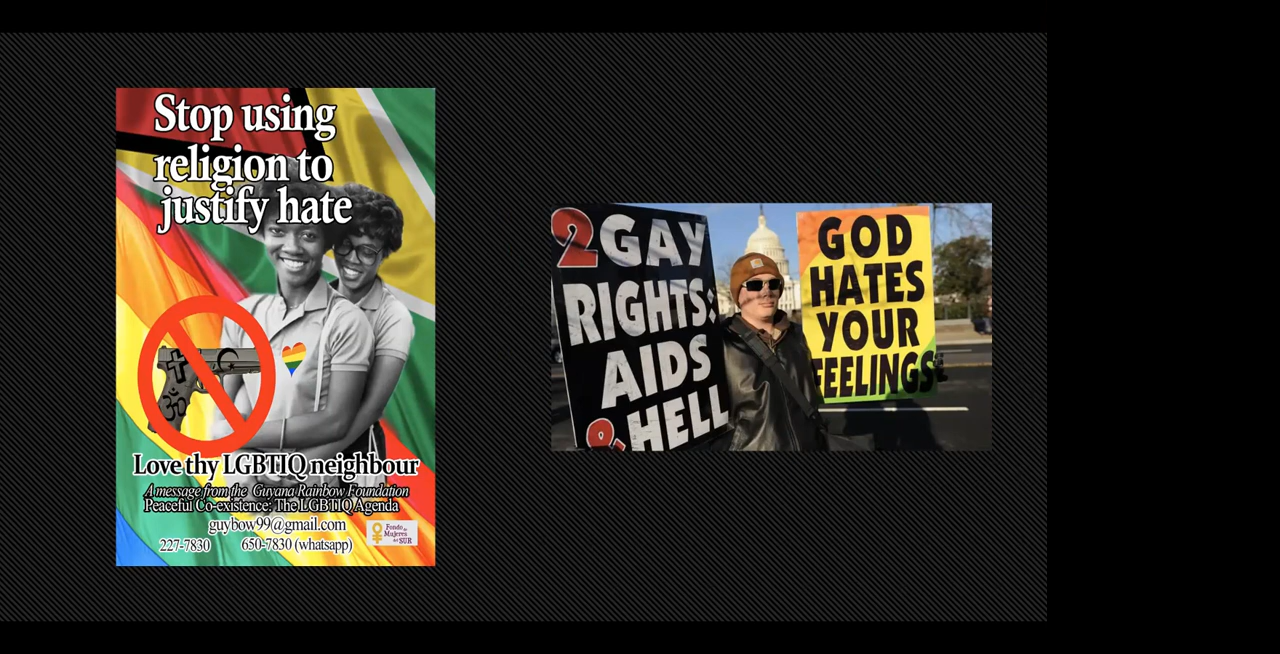 Stop using
religion to
justify hate
Love thy LGBTIQ neighbour
A message from the Guyana Rainbow Foundation
Peaceful Co-existence: The LGBTIQ Agenda
guybow99@gmail.com
227-7830 650-7830 (whatsapp)
Fondo de
Mujeres
del SUR
2 GAY
RIGHTS:
AIDS
& HELL
GOD
HATES
YOUR
FEELINGS